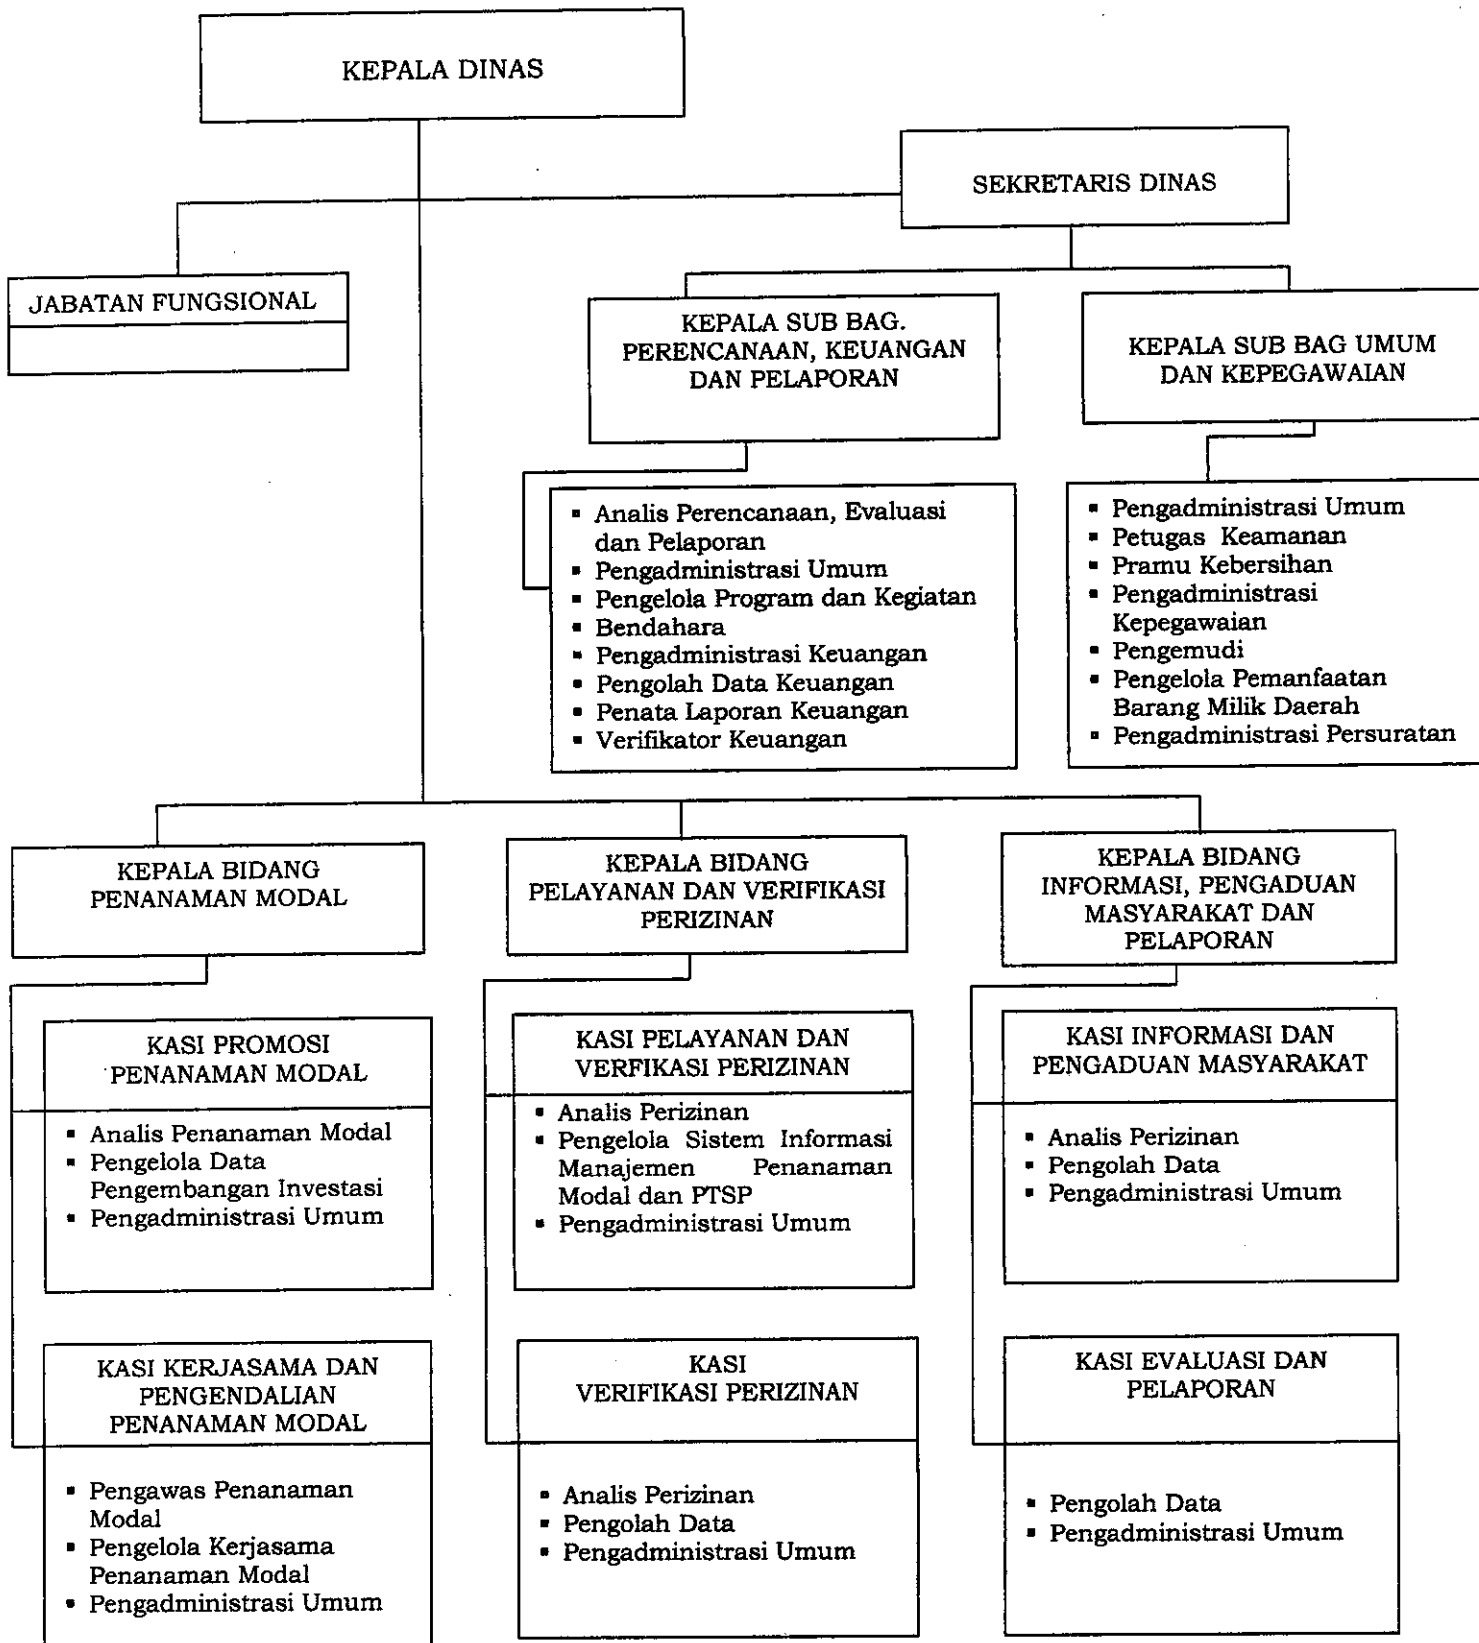 KEPALA DINAS
SEKRETARIS DINAS
JABATAN FUNGSIONAL
KEPALA SUB BAG.
PERENCANAAN, KEUANGAN
DAN PELAPORAN
KEPALA SUB BAG UMUM
DAN KEPEGAWAIAN
▪ Analis Perencanaan, Evaluasi
dan Pelaporan
▪ Pengadministrasi Umum
▪ Pengelola Program dan Kegiatan
▪ Bendahara
▪ Pengadministrasi Keuangan
▪ Pengolah Data Keuangan
▪ Penata Laporan Keuangan
▪ Verifikator Keuangan
▪ Pengadministrasi Umum
▪ Petugas Keamanan
▪ Pramu Kebersihan
▪ Pengadministrasi
Kepegawaian
▪ Pengemudi
▪ Pengelola Pemanfaatan
Barang Milik Daerah
▪ Pengadministrasi Persuratan
KEPALA BIDANG
PENANAMAN MODAL
KEPALA BIDANG
PELAYANAN DAN VERIFIKASI
PERIZINAN
KEPALA BIDANG
INFORMASI, PENGADUAN
MASYARAKAT DAN
PELAPORAN
KASI PROMOSI
PENANAMAN MODAL
▪ Analis Penanaman Modal
▪ Pengelola Data
Pengembangan Investasi
▪ Pengadministrasi Umum
KASI PELAYANAN DAN
VERFIKASI PERIZINAN
▪ Analis Perizinan
▪ Pengelola Sistem Informasi
Manajemen Penanaman
Modal dan PTSP
▪ Pengadministrasi Umum
KASI INFORMASI DAN
PENGADUAN MASYARAKAT
▪ Analis Perizinan
▪ Pengolah Data
▪ Pengadministrasi Umum
KASI KERJASAMA DAN
PENGENDALIAN
PENANAMAN MODAL
▪ Pengawas Penanaman
Modal
▪ Pengelola Kerjasama
Penanaman Modal
▪ Pengadministrasi Umum
KASI
VERIFIKASI PERIZINAN
▪ Analis Perizinan
▪ Pengolah Data
▪ Pengadministrasi Umum
KASI EVALUASI DAN
PELAPORAN
▪ Pengolah Data
▪ Pengadministrasi Umum